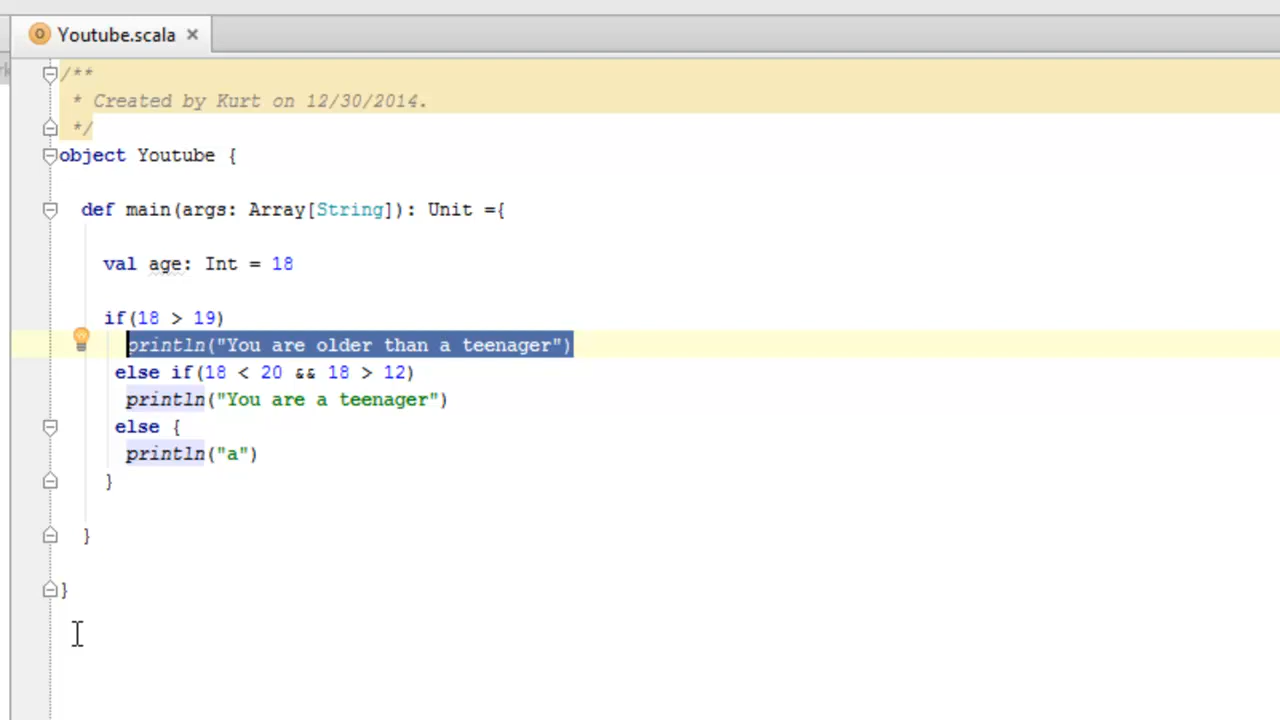 Youtube.scala
/**
* Created by Kurt on 12/30/2014.
*/
object Youtube {
def main(args: Array[String]): Unit ={
val age: Int = 18
if(18 > 19)
println("You are older than a teenager")
else if(18 < 20 && 18 > 12)
println("You are a teenager")
else {
println("a")
}
}
}